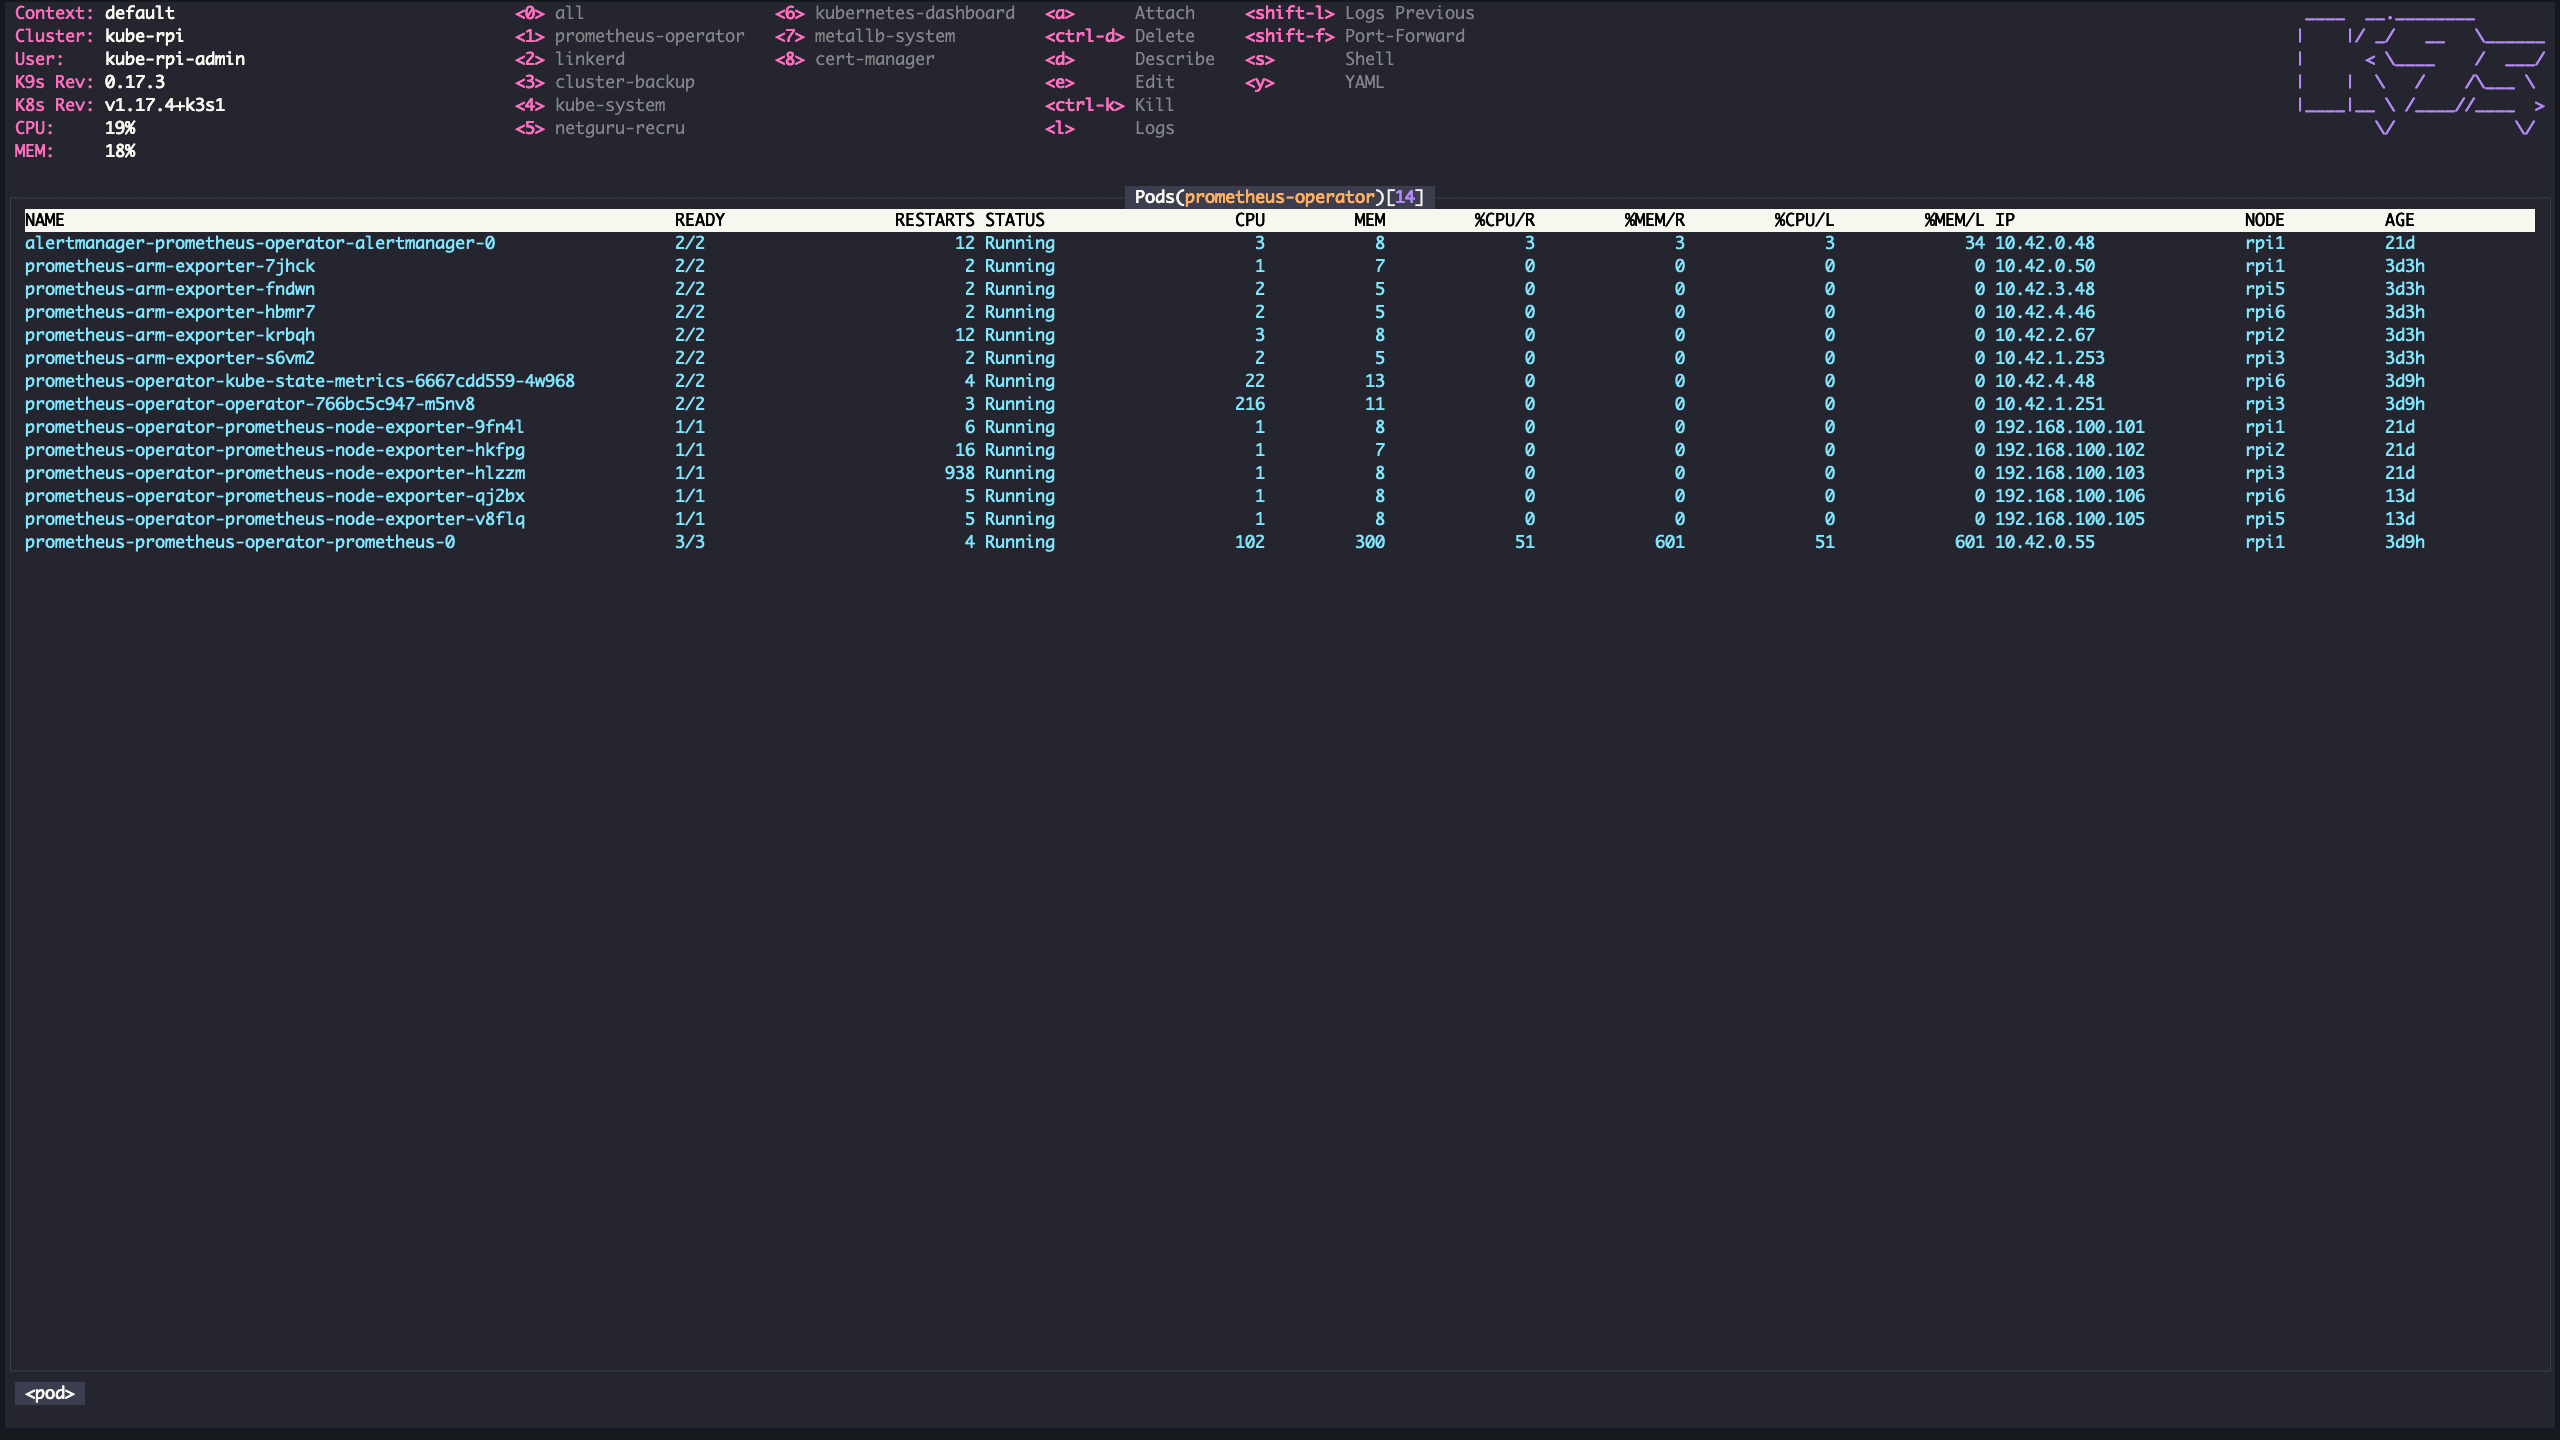 Context: default <0> all <6> kubernetes-dashboard <a> Attach <shift-l> Logs Previous
Cluster: kube-rpi <1> prometheus-operator <7> metallb-system <ctrl-d> Delete <shift-f> Port-Forward
User: kube-rpi-admin <2> linkerd <8> cert-manager <d> Describe <s> Shell
K9s Rev: 0.17.3 <3> cluster-backup <e> Edit <y> YAML
K8s Rev: v1.17.4+k3s1 <4> kube-system <ctrl-k> Kill
CPU: 19% <5> netguru-recru <l> Logs
MEM: 18%
Pods(prometheus-operator)[14]
NAME READY RESTARTS STATUS CPU MEM %CPU/R %MEM/R %CPU/L %MEM/L IP NODE AGE
alertmanager-prometheus-operator-alertmanager-0 2/2 12 Running 3 8 3 3 3 34 10.42.0.48 rpi1 21d
prometheus-arm-exporter-7jhck 2/2 2 Running 1 7 0 0 0 0 10.42.0.50 rpi1 3d3h
prometheus-arm-exporter-fndwn 2/2 2 Running 2 5 0 0 0 0 10.42.3.48 rpi5 3d3h
prometheus-arm-exporter-hbmr7 2/2 2 Running 2 5 0 0 0 0 10.42.4.46 rpi6 3d3h
prometheus-arm-exporter-krbqh 2/2 12 Running 3 8 0 0 0 0 10.42.2.67 rpi2 3d3h
prometheus-arm-exporter-s6vm2 2/2 2 Running 2 5 0 0 0 0 10.42.1.253 rpi3 3d3h
prometheus-operator-kube-state-metrics-6667cdd559-4w968 2/2 4 Running 22 13 0 0 0 0 10.42.4.48 rpi6 3d9h
prometheus-operator-operator-766bc5c947-m5nv8 2/2 3 Running 216 11 0 0 0 0 10.42.1.251 rpi3 3d9h
prometheus-operator-prometheus-node-exporter-9fn4l 1/1 6 Running 1 8 0 0 0 0 192.168.100.101 rpi1 21d
prometheus-operator-prometheus-node-exporter-hkfpg 1/1 16 Running 1 7 0 0 0 0 192.168.100.102 rpi2 21d
prometheus-operator-prometheus-node-exporter-hlzzm 1/1 938 Running 1 8 0 0 0 0 192.168.100.103 rpi3 21d
prometheus-operator-prometheus-node-exporter-qj2bx 1/1 5 Running 1 8 0 0 0 0 192.168.100.106 rpi6 13d
prometheus-operator-prometheus-node-exporter-v8flq 1/1 5 Running 1 8 0 0 0 0 192.168.100.105 rpi5 13d
prometheus-prometheus-operator-prometheus-0 3/3 4 Running 102 300 51 601 51 601 10.42.0.55 rpi1 3d9h
<pod>